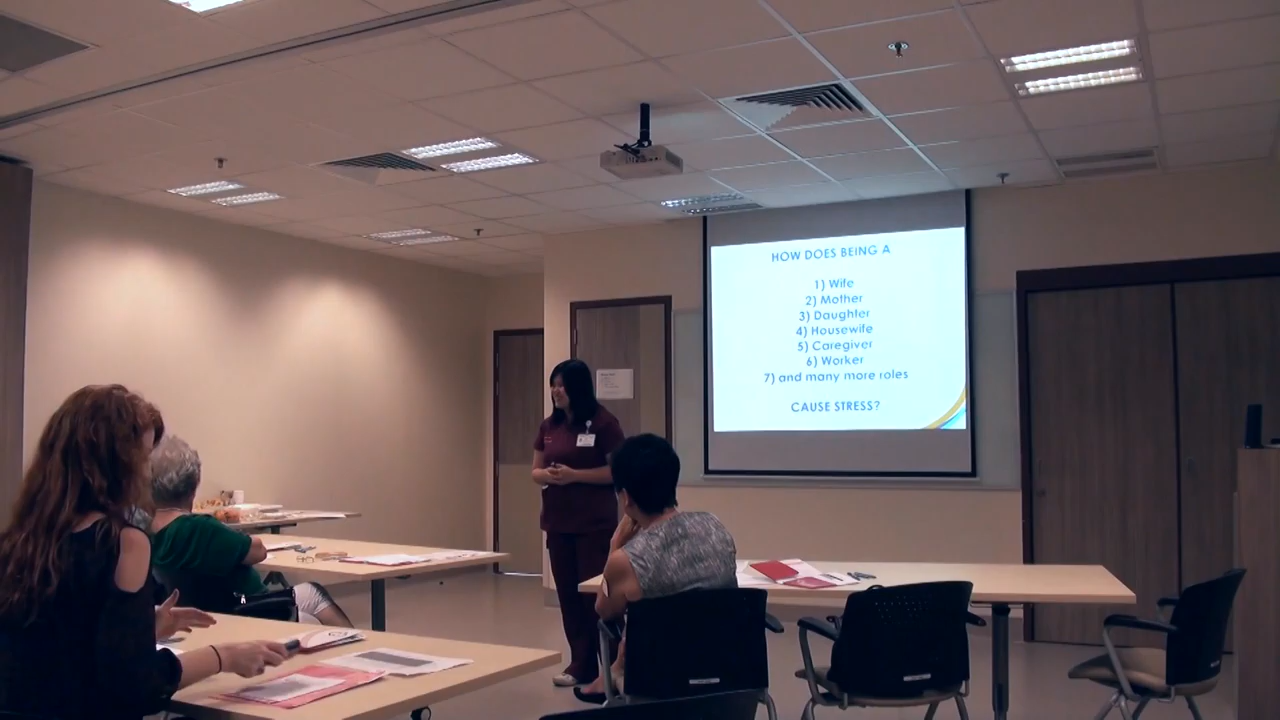 HOW DOES BEING A
1) Wife
2) Mother
3) Daughter
4) Housewife
5) Caregiver
6) Worker
7) and many more roles
CAUSE STRESS?